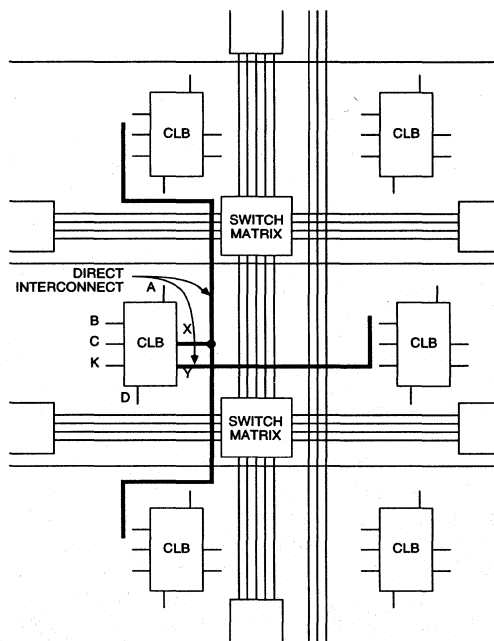 CLB
CLB
SWITCH
MATRIX
DIRECT
INTERCONNECT
A
B
X
C
CLB
CLB
K
Y
D
SWITCH
MATRIX
CLB
CLB